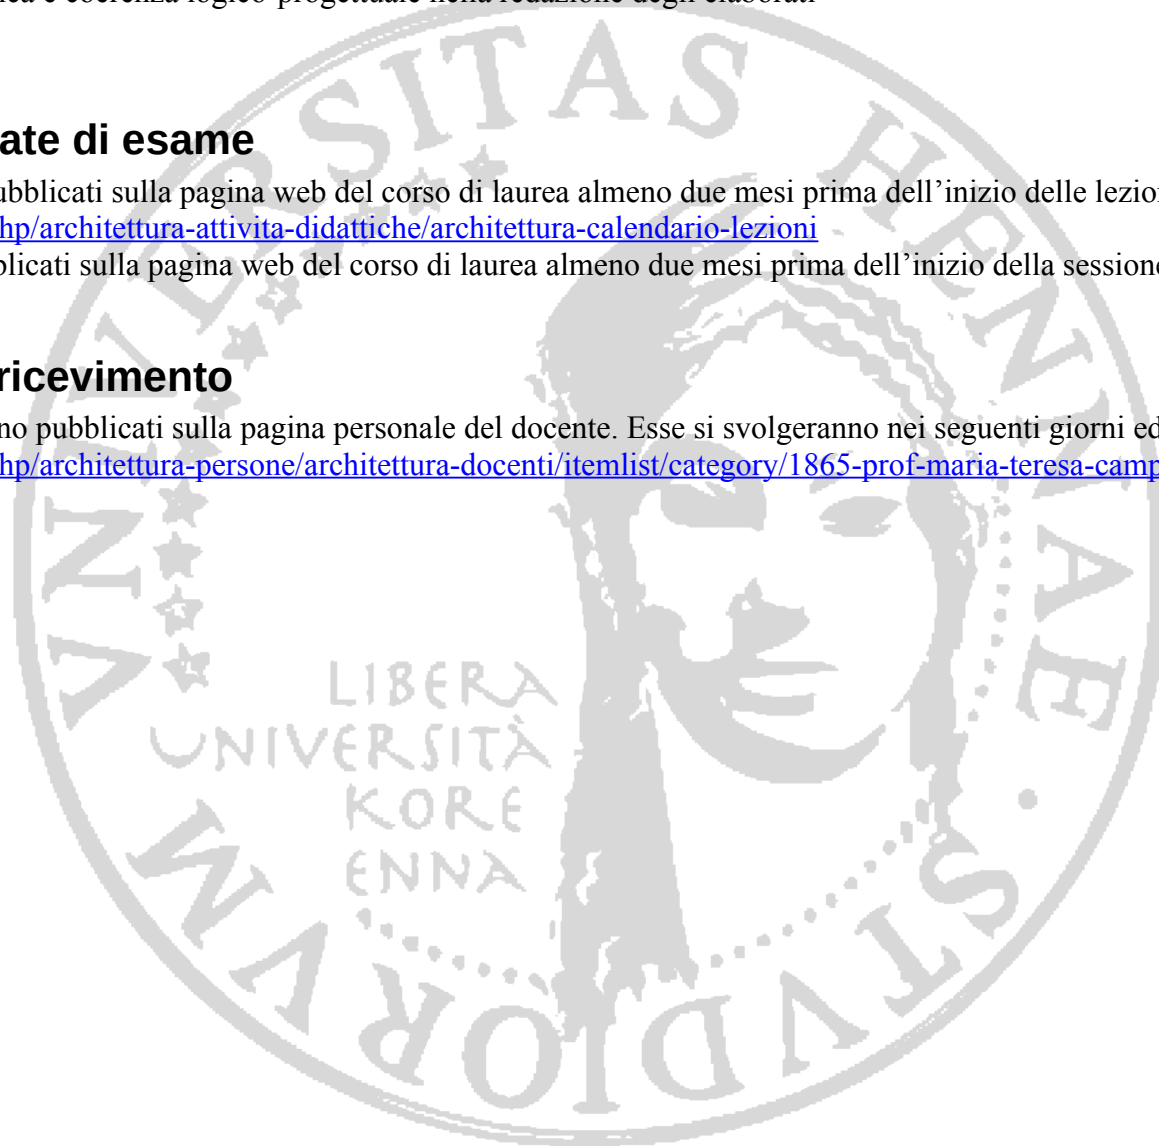 ica e coerenza logico-progettuale nella redazione degli elaborati
ate di esame
ubblicati sulla pagina web del corso di laurea almeno due mesi prima dell’inizio delle lezio
hp/architettura-attivita-didattiche/architettura-calendario-lezioni
blicati sulla pagina web del corso di laurea almeno due mesi prima dell’inizio della session
ricevimento
no pubblicati sulla pagina personale del docente. Esse si svolgeranno nei seguenti giorni ed
hp/architettura-persone/architettura-docenti/itemlist/category/1865-prof-maria-teresa-camp
VNIVERSITAS HENNAE · STVDIORVM
LIBERA
UNIVERSITÀ
KORE
ENNA